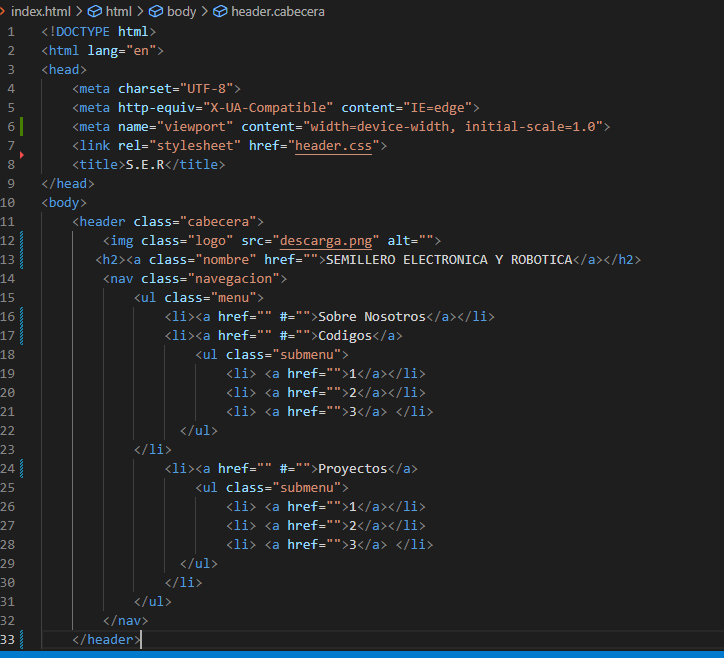 index.html > html > body > header.cabecera
1 <!DOCTYPE html>
2 <html lang="en">
3 <head>
4 <meta charset="UTF-8">
5 <meta http-equiv="X-UA-Compatible" content="IE=edge">
6 <meta name="viewport" content="width=device-width, initial-scale=1.0">
7 <link rel="stylesheet" href="header.css">
8 <title>S.E.R</title>
9 </head>
10 <body>
11 <header class="cabecera">
12 <img class="logo" src="descarga.png" alt="">
13 <h2><a class="nombre" href="">SEMILLERO ELECTRONICA Y ROBOTICA</a></h2>
14 <nav class="navegacion">
15 <ul class="menu">
16 <li><a href="" #="">Sobre Nosotros</a></li>
17 <li><a href="" #="">Codigos</a>
18 <ul class="submenu">
19 <li> <a href="">1</a></li>
20 <li> <a href="">2</a></li>
21 <li> <a href="">3</a> </li>
22 </ul>
23 </li>
24 <li><a href="" #="">Proyectos</a>
25 <ul class="submenu">
26 <li> <a href="">1</a></li>
27 <li> <a href="">2</a></li>
28 <li> <a href="">3</a> </li>
29 </ul>
30 </li>
31 </ul>
32 </nav>
33 </header>